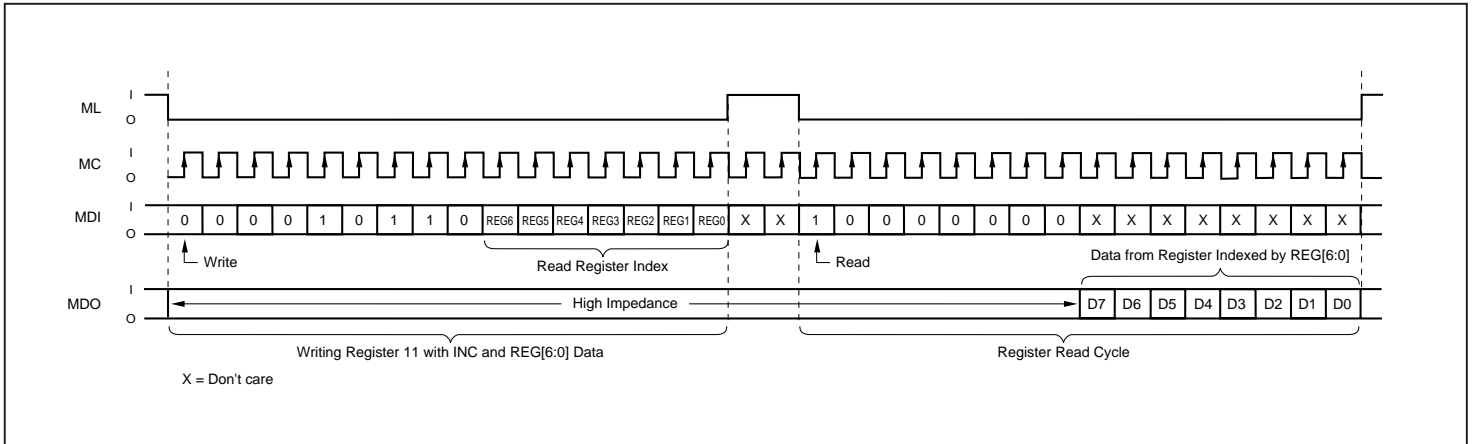 ML I O
MC I O
MDI I O 0 0 0 0 1 0 1 1 0 REG6 REG5 REG4 REG3 REG2 REG1 REG0 X X 1 0 0 0 0 0 0 0 X X X X X X X X
Write
Read Register Index
Read
Data from Register Indexed by REG[6:0]
MDO I O High Impedance D7 D6 D5 D4 D3 D2 D1 D0
Writing Register 11 with INC and REG[6:0] Data
Register Read Cycle
X = Don't care